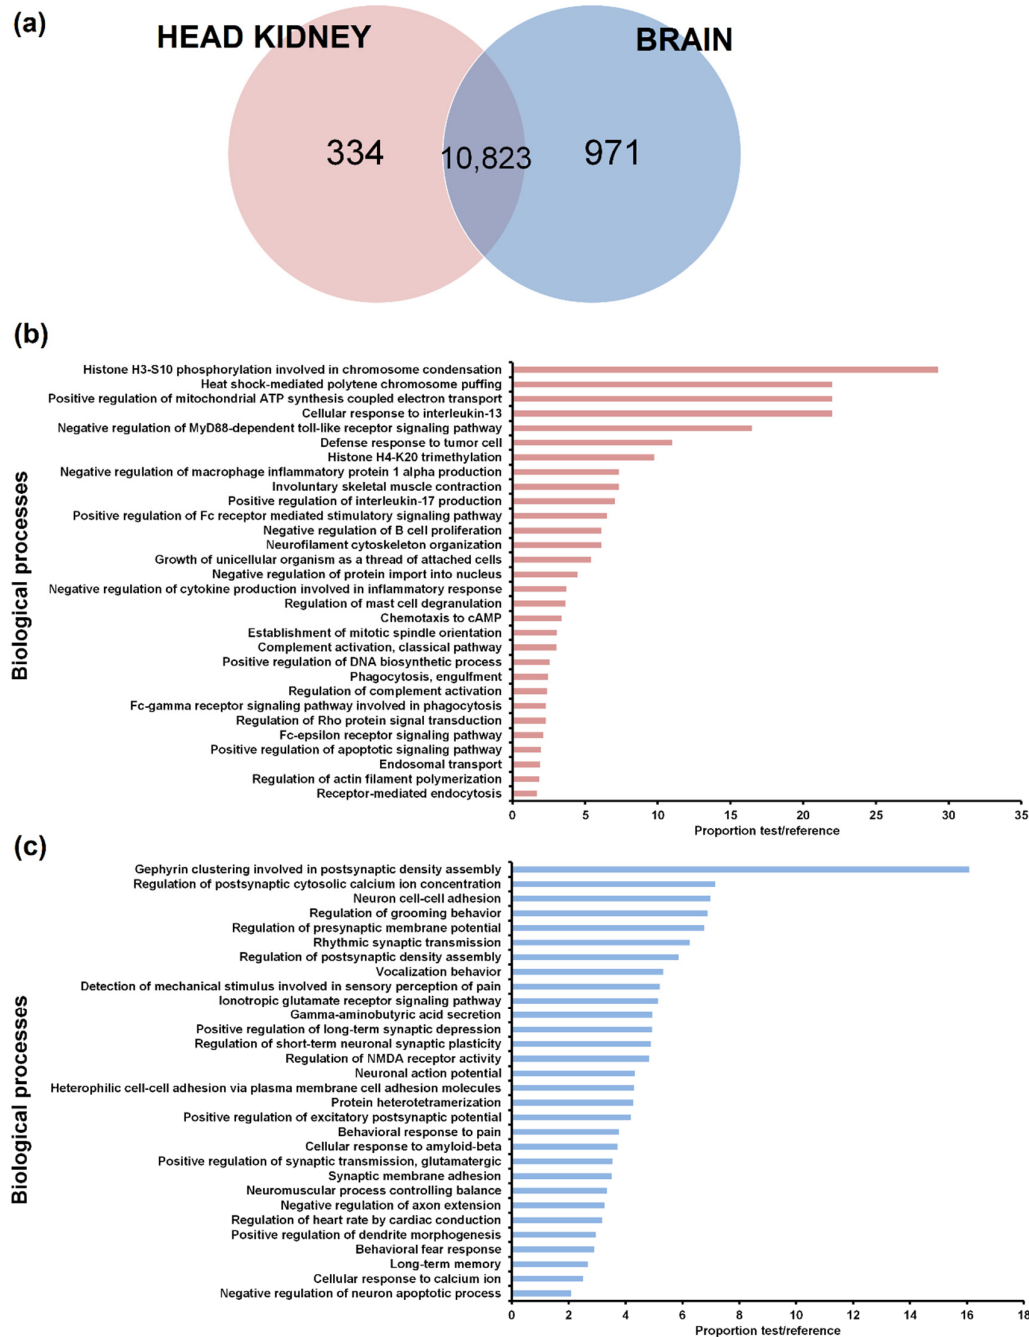 (a)
HEAD KIDNEY
BRAIN
334
10,823
971
(b)
Biological processes
Histone H3-S10 phosphorylation involved in chromosome condensation
Heat shock-mediated polytene chromosome puffing
Positive regulation of mitochondrial ATP synthesis coupled electron transport
Cellular response to interleukin-13
Negative regulation of MyD88-dependent toll-like receptor signaling pathway
Defense response to tumor cell
Histone H4-K20 trimethylation
Negative regulation of macrophage inflammatory protein 1 alpha production
Involuntary skeletal muscle contraction
Positive regulation of interleukin-17 production
Positive regulation of Fc receptor mediated stimulatory signaling pathway
Negative regulation of B cell proliferation
Neurofilament cytoskeleton organization
Growth of unicellular organism as a thread of attached cells
Negative regulation of protein import into nucleus
Negative regulation of cytokine production involved in inflammatory response
Regulation of mast cell degranulation
Chemotaxis to cAMP
Establishment of mitotic spindle orientation
Complement activation, classical pathway
Positive regulation of DNA biosynthetic process
Phagocytosis, engulfment
Regulation of complement activation
Fc-gamma receptor signaling pathway involved in phagocytosis
Regulation of Rho protein signal transduction
Fc-epsilon receptor signaling pathway
Positive regulation of apoptotic signaling pathway
Endosomal transport
Regulation of actin filament polymerization
Receptor-mediated endocytosis
0 5 10 15 20 25 30 35
Proportion test/reference
(c)
Biological processes
Gephyrin clustering involved in postsynaptic density assembly
Regulation of postsynaptic cytosolic calcium ion concentration
Neuron cell-cell adhesion
Regulation of grooming behavior
Regulation of presynaptic membrane potential
Rhythmic synaptic transmission
Regulation of postsynaptic density assembly
Vocalization behavior
Detection of mechanical stimulus involved in sensory perception of pain
Ionotropic glutamate receptor signaling pathway
Gamma-aminobutyric acid secretion
Positive regulation of long-term synaptic depression
Regulation of short-term neuronal synaptic plasticity
Regulation of NMDA receptor activity
Neuronal action potential
Heterophilic cell-cell adhesion via plasma membrane cell adhesion molecules
Protein heterotetramerization
Positive regulation of excitatory postsynaptic potential
Behavioral response to pain
Cellular response to amyloid-beta
Positive regulation of synaptic transmission, glutamatergic
Synaptic membrane adhesion
Neuromuscular process controlling balance
Negative regulation of axon extension
Regulation of heart rate by cardiac conduction
Positive regulation of dendrite morphogenesis
Behavioral fear response
Long-term memory
Cellular response to calcium ion
Negative regulation of neuron apoptotic process
0 2 4 6 8 10 12 14 16 18
Proportion test/reference